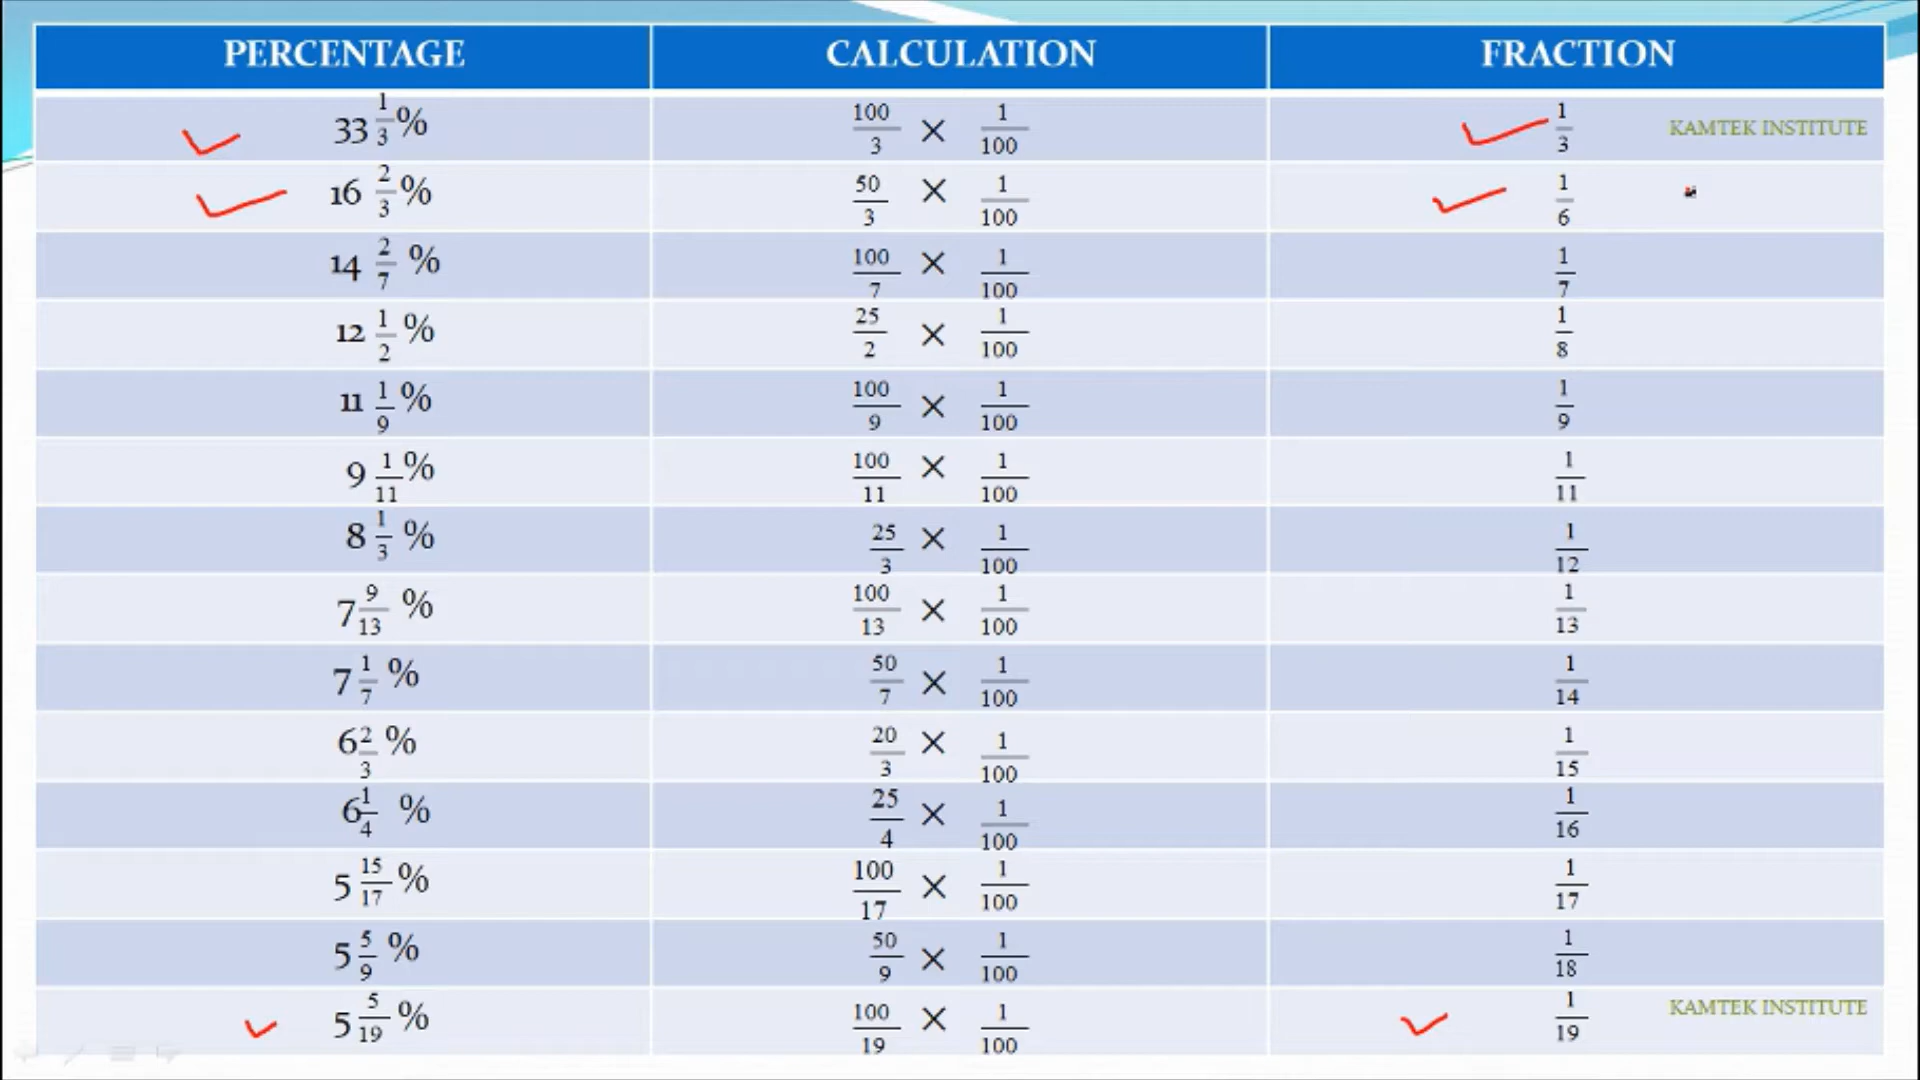 PERCENTAGE CALCULATION FRACTION
33 1/3 % 100/3 × 1/100 1/3 KAMTEK INSTITUTE
16 2/3 % 50/3 × 1/100 1/6
14 2/7 % 100/7 × 1/100 1/7
12 1/2 % 25/2 × 1/100 1/8
11 1/9 % 100/9 × 1/100 1/9
9 1/11 % 100/11 × 1/100 1/11
8 1/3 % 25/3 × 1/100 1/12
7 9/13 % 100/13 × 1/100 1/13
7 1/7 % 50/7 × 1/100 1/14
6 2/3 % 20/3 × 1/100 1/15
6 1/4 % 25/4 × 1/100 1/16
5 15/17 % 100/17 × 1/100 1/17
5 5/9 % 50/9 × 1/100 1/18
5 5/19 % 100/19 × 1/100 1/19 KAMTEK INSTITUTE